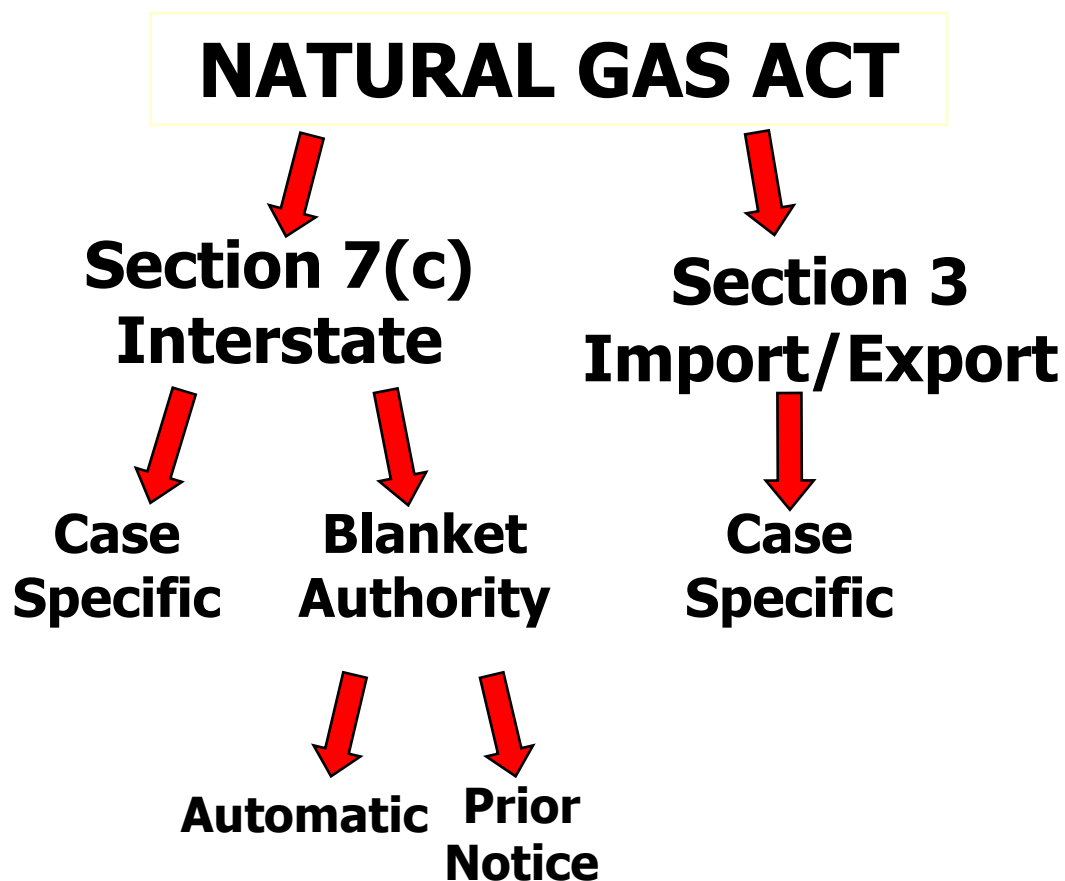 NATURAL GAS ACT
Section 7(c)
Interstate
Section 3
Import/Export
Case
Specific
Blanket
Authority
Case
Specific
Automatic
Prior
Notice